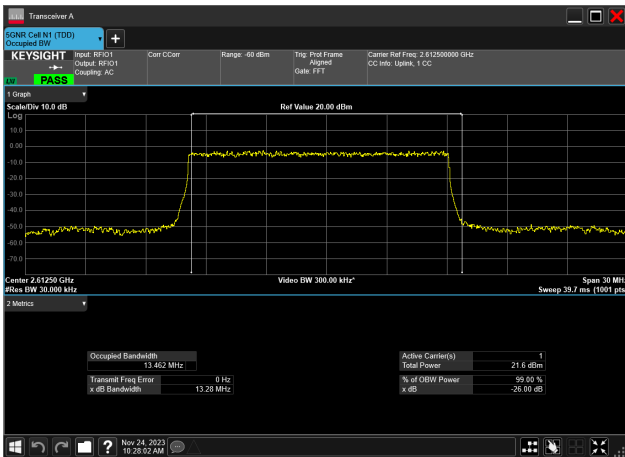 Transceiver A
5GNR Cell N1 (TDD)
Occupied BW
KEYSIGHT
PASS
Input: RFIO1
Output: RFIO1
Coupling: AC
Corr CCorr
Range: -60 dBm
Trig: Prot Frame
Aligned
Gate: FFT
Carrier Ref Freq: 2.612500000 GHz
CC Info: Uplink, 1 CC
1 Graph
Scale/Div 10.0 dB
Ref Value 20.00 dBm
Log
10.0
0.00
-10.0
-20.0
-30.0
-40.0
-50.0
-60.0
-70.0
Center 2.61250 GHz
Video BW 300.00 kHz*
Span 30 MHz
#Res BW 30.000 kHz
Sweep 39.7 ms (1001 pts)
2 Metrics
Occupied Bandwidth
13.462 MHz
Transmit Freq Error 0 Hz
x dB Bandwidth 13.28 MHz
Active Carrier(s) 1
Total Power 21.6 dBm
% of OBW Power 99.00 %
x dB -26.00 dB
Nov 24, 2023
10:28:02 AM